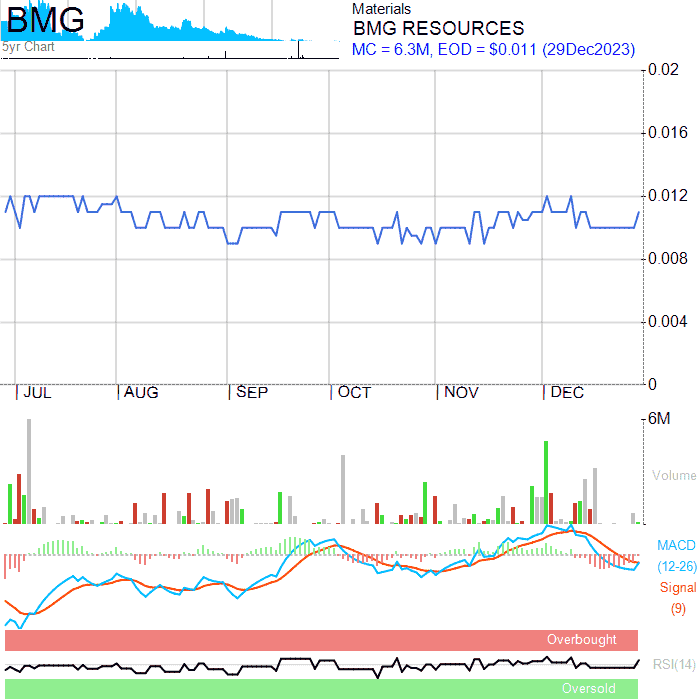 BMG
5yr Chart
Materials
BMG RESOURCES
MC = 6.3M, EOD = $0.011 (29Dec2023)
0.02
0.016
0.012
0.008
0.004
0
JUL AUG SEP OCT NOV DEC
6M
Volume
MACD
(12-26)
Signal
(9)
Overbought
RSI(14)
Oversold